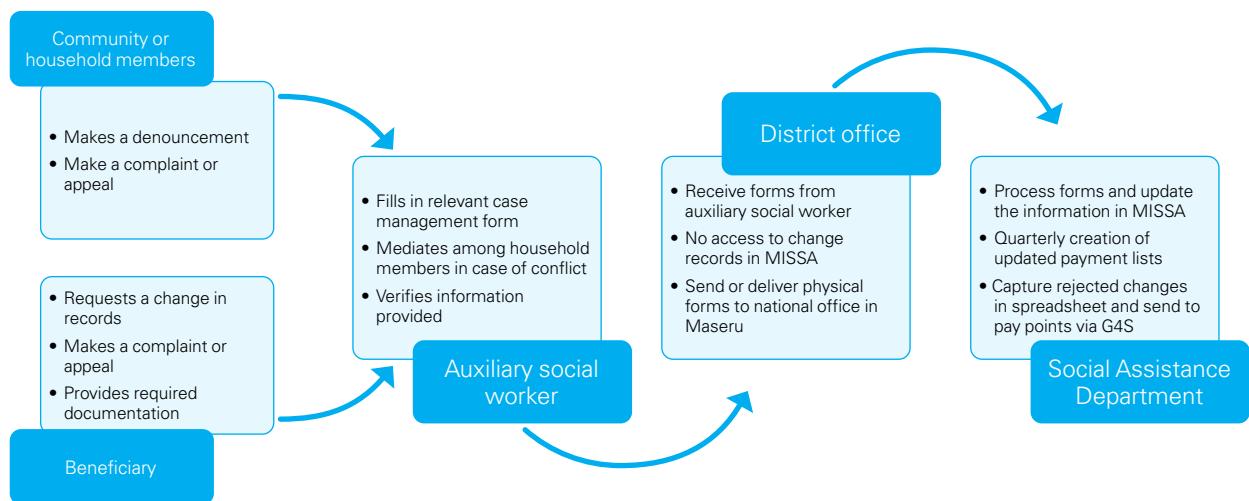 Community or
household members
• Makes a denouncement
• Make a complaint or
appeal
• Requests a change in
records
• Makes a complaint or
appeal
• Provides required
documentation
Beneficiary
• Fills in relevant case
management form
• Mediates among household
members in case of conflict
• Verifies information
provided
Auxiliary social
worker
District office
• Receive forms from
auxiliary social worker
• No access to change
records in MISSA
• Send or deliver physical
forms to national office in
Maseru
• Process forms and update
the information in MISSA
• Quarterly creation of
updated payment lists
• Capture rejected changes
in spreadsheet and send to
pay points via G4S
Social Assistance
Department